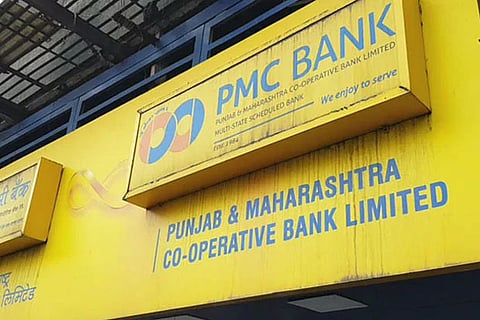 PMC BANK
PUNJAB & MAHARASHTRA CO-OPERATIVE BANK LIMITED
MULTI-STATE SCHEDULED BANK
We enjoy to serve
PUNJAB & MAHARASHTRA
CO-OPERATIVE BANK LIMITED
बँक
लिमिटेड